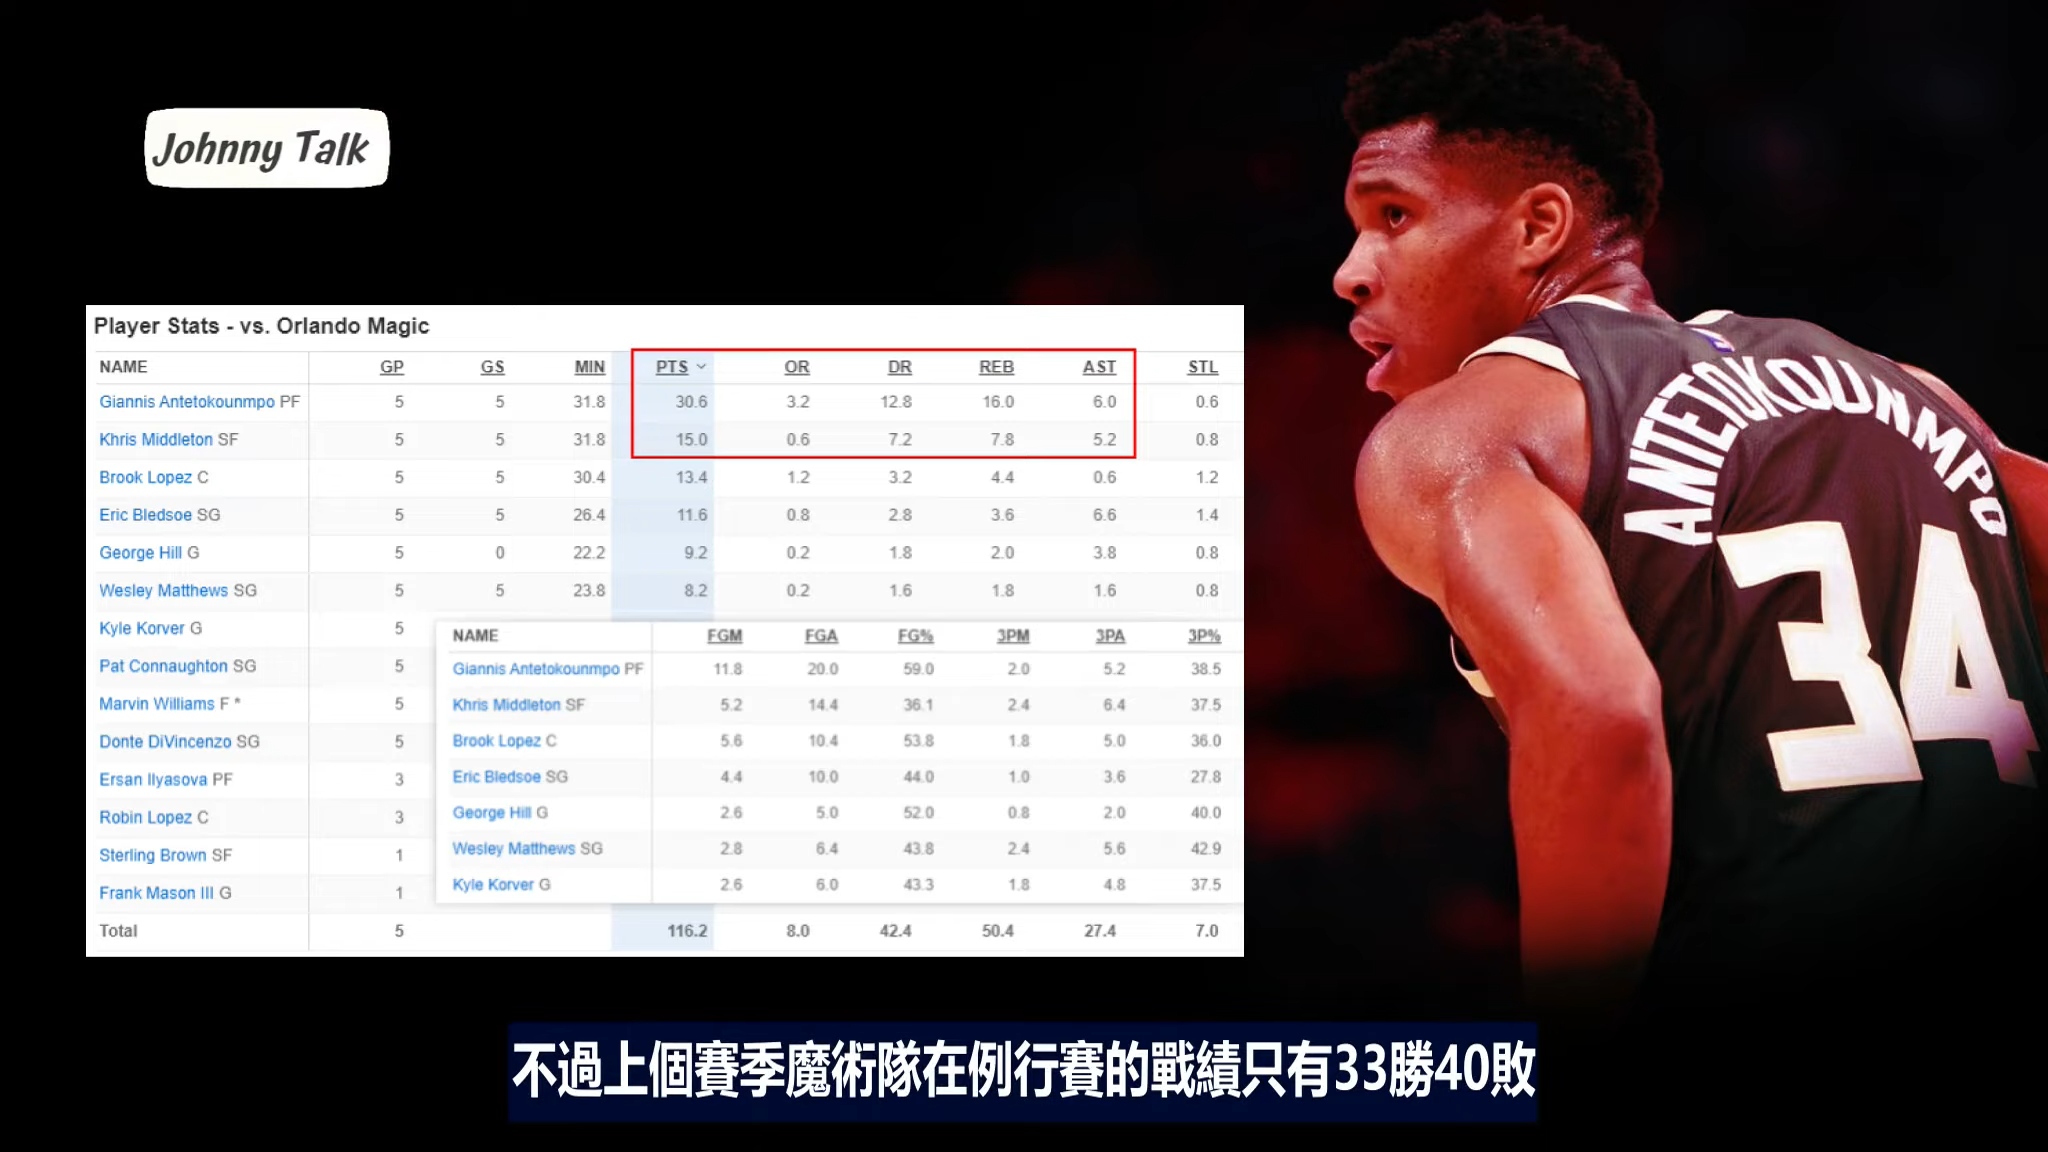 Johnny Talk
Player Stats - vs. Orlando Magic
NAME GP GS MIN PTS OR DR REB AST STL
Giannis Antetokounmpo PF 5 5 31.8 30.6 3.2 12.8 16.0 6.0 0.6
Khris Middleton SF 5 5 31.8 15.0 0.6 7.2 7.8 5.2 0.8
Brook Lopez C 5 5 30.4 13.4 1.2 3.2 4.4 0.6 1.2
Eric Bledsoe SG 5 5 26.4 11.6 0.8 2.8 3.6 6.6 1.4
George Hill G 5 0 22.2 9.2 0.2 1.8 2.0 3.8 0.8
Wesley Matthews SG 5 5 23.8 8.2 0.2 1.6 1.8 1.6 0.8
Kyle Korver G 5
Pat Connaughton SG 5
Marvin Williams F * 5
Donte DiVincenzo SG 5
Ersan Ilyasova PF 3
Robin Lopez C 3
Sterling Brown SF 1
Frank Mason III G 1
Total 5 116.2 8.0 42.4 50.4 27.4 7.0
NAME FGM FGA FG% 3PM 3PA 3P%
Giannis Antetokounmpo PF 11.8 20.0 59.0 2.0 5.2 38.5
Khris Middleton SF 5.2 14.4 36.1 2.4 6.4 37.5
Brook Lopez C 5.6 10.4 53.8 1.8 5.0 36.0
Eric Bledsoe SG 4.4 10.0 44.0 1.0 3.6 27.8
George Hill G 2.6 5.0 52.0 0.8 2.0 40.0
Wesley Matthews SG 2.8 6.4 43.8 2.4 5.6 42.9
Kyle Korver G 2.6 6.0 43.3 1.8 4.8 37.5
ANTETOKOUNMPO
34
不過上個賽季魔術隊在例行賽的戰績只有33勝40敗